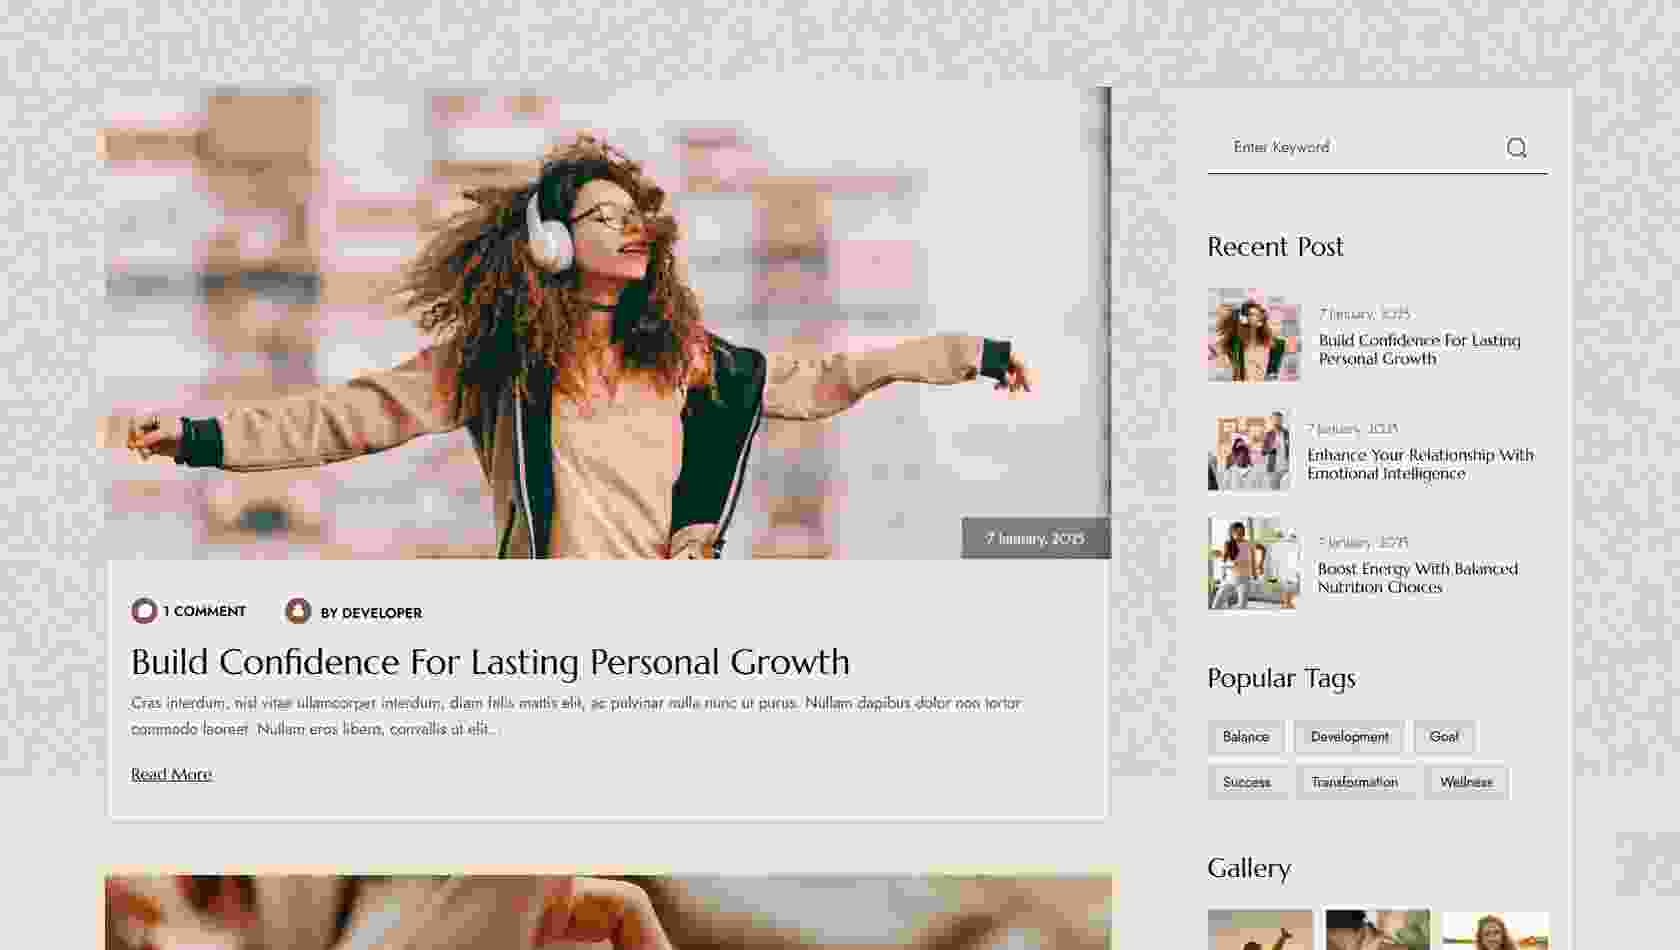 7 January, 2025
1 COMMENT
BY DEVELOPER
Build Confidence For Lasting Personal Growth
Cras interdum, nisl vitae ullamcorper interdum, diam felis mattis elit, ac pulvinar nulla nunc ut purus. Nullam dapibus dolor non tortor
commodo laoreet. Nullam eros libero, convallis ut elit...
Read More
Enter Keyword
Recent Post
7 January, 2025
Build Confidence For Lasting
Personal Growth
7 January, 2025
Enhance Your Relationship With
Emotional Intelligence
7 January, 2025
Boost Energy With Balanced
Nutrition Choices
Popular Tags
Balance
Development
Goal
Success
Transformation
Wellness
Gallery